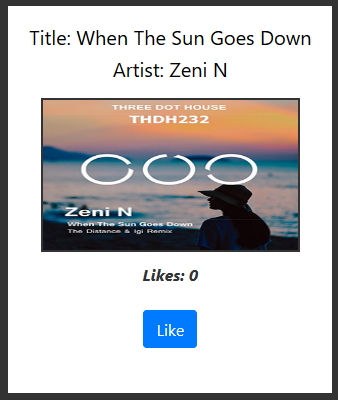 Title: When The Sun Goes Down
Artist: Zeni N
THREE DOT HOUSE
THDH232
Zeni N
When The Sun Goes Down
The Distance & Igi Remix
Likes: 0
Like